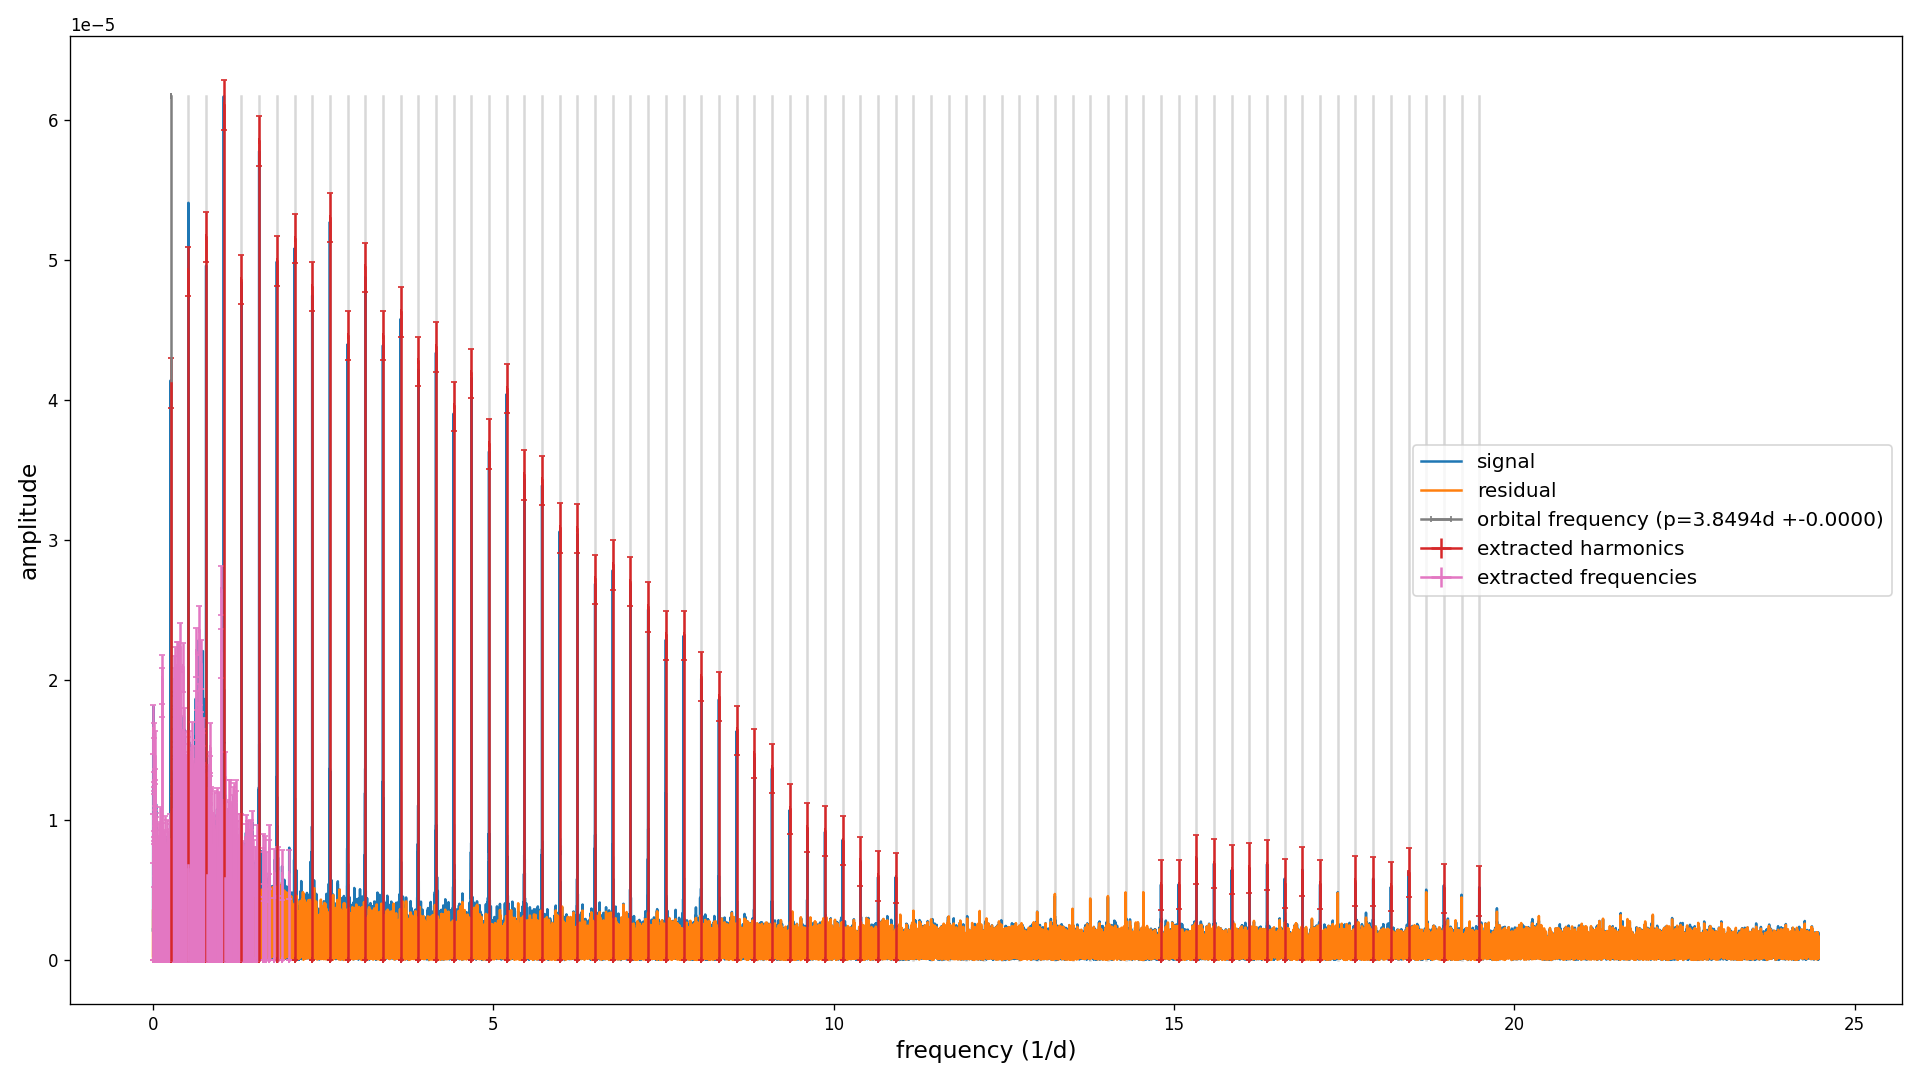 1e−5
6
5
4
3
2
1
0
amplitude
signal
residual
orbital frequency (p=3.8494d +-0.0000)
extracted harmonics
extracted frequencies
0 5 10 15 20 25
frequency (1/d)